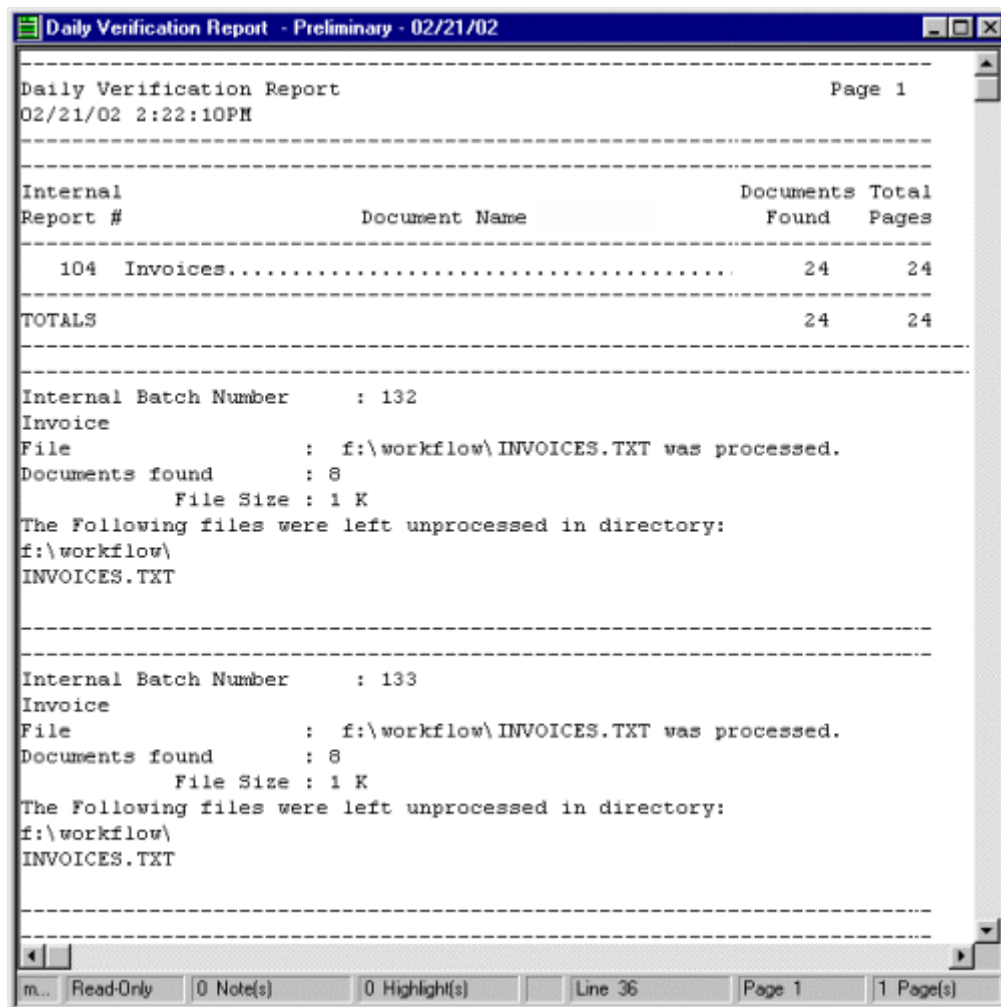 Daily Verification Report - Preliminary - 02/21/02
Daily Verification Report Page 1
02/21/02 2:22:10PM
Internal Documents Total
Report # Document Name Found Pages
104 Invoices........................................ 24 24
TOTALS 24 24
Internal Batch Number : 132
Invoice
File : f:\workflow\INVOICES.TXT was processed.
Documents found : 8
File Size : 1 K
The Following files were left unprocessed in directory:
f:\workflow\
INVOICES.TXT
Internal Batch Number : 133
Invoice
File : f:\workflow\INVOICES.TXT was processed.
Documents found : 8
File Size : 1 K
The Following files were left unprocessed in directory:
f:\workflow\
INVOICES.TXT
m... Read-Only 0 Note(s) 0 Highlight(s) Line 36 Page 1 1 Page(s)